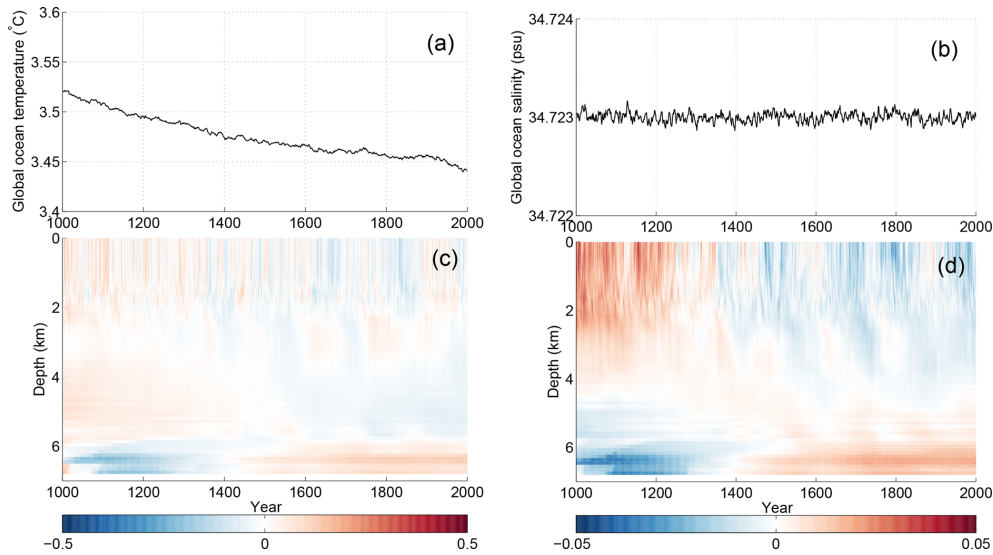 3.6
3.55
3.5
3.45
3.4
Global ocean temperature (°C)
(a)
1000 1200 1400 1600 1800 2000
34.724
34.723
34.722
Global ocean salinity (psu)
(b)
1000 1200 1400 1600 1800 2000
0
2
4
6
Depth (km)
(c)
1000 1200 1400 1600 1800 2000
Year
−0.5 0 0.5
0
2
4
6
Depth (km)
(d)
1000 1200 1400 1600 1800 2000
Year
−0.05 0 0.05